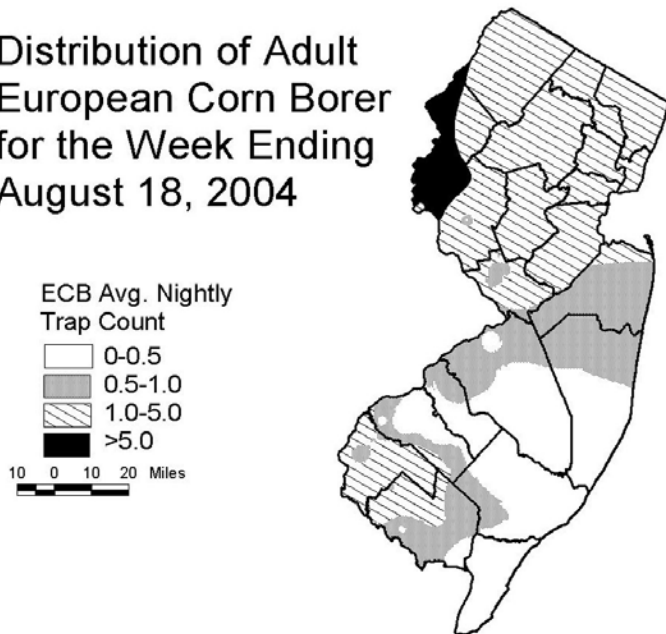 Distribution of Adult
European Corn Borer
for the Week Ending
August 18, 2004
ECB Avg. Nightly
Trap Count
0-0.5
0.5-1.0
1.0-5.0
>5.0
10 0 10 20 Miles